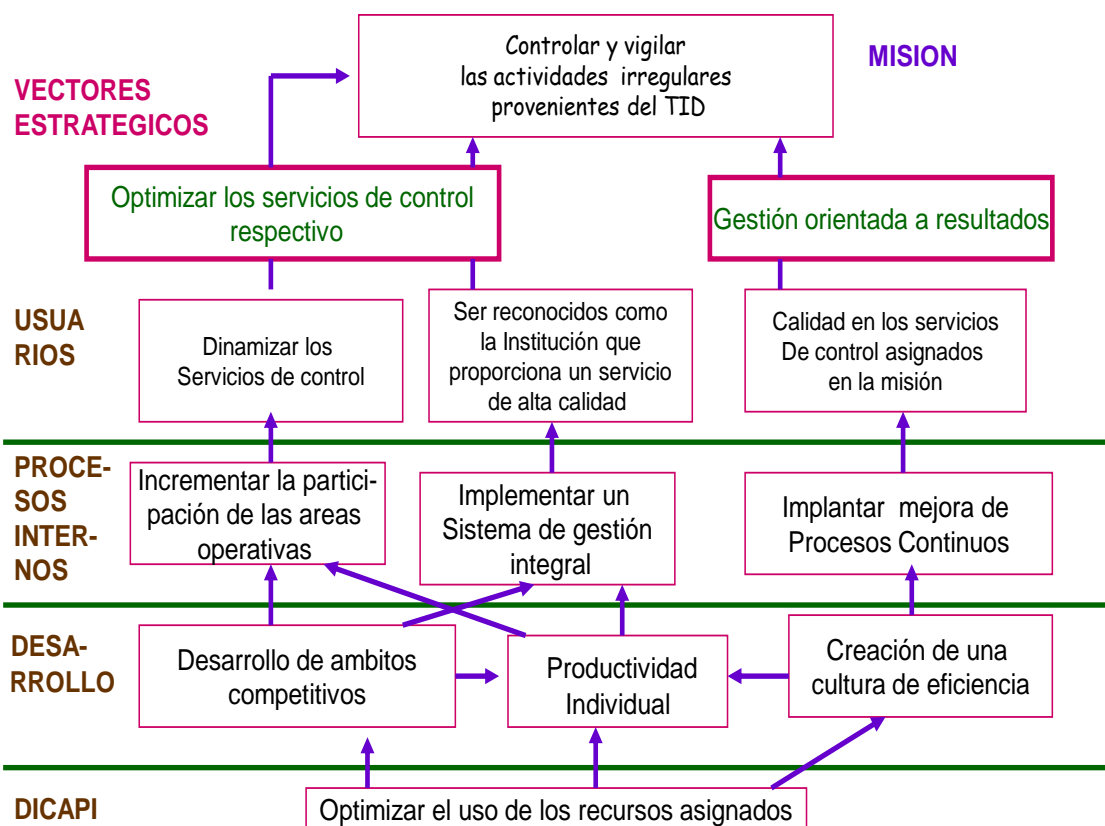 Controlar y vigilar
las actividades irregulares
provenientes del TID
MISION
VECTORES
ESTRATEGICOS
Optimizar los servicios de control
respectivo
Gestión orientada a resultados
USUA
RIOS
Dinamizar los
Servicios de control
Ser reconocidos como
la Institución que
proporciona un servicio
de alta calidad
Calidad en los servicios
De control asignados
en la misión
PROCE-
SOS
INTER-
NOS
Incrementar la partici-
pación de las areas
operativas
Implementar un
Sistema de gestión
integral
Implantar mejora de
Procesos Continuos
DESA-
RROLLO
Desarrollo de ambitos
competitivos
Productividad
Individual
Creación de una
cultura de eficiencia
DICAPI
Optimizar el uso de los recursos asignados